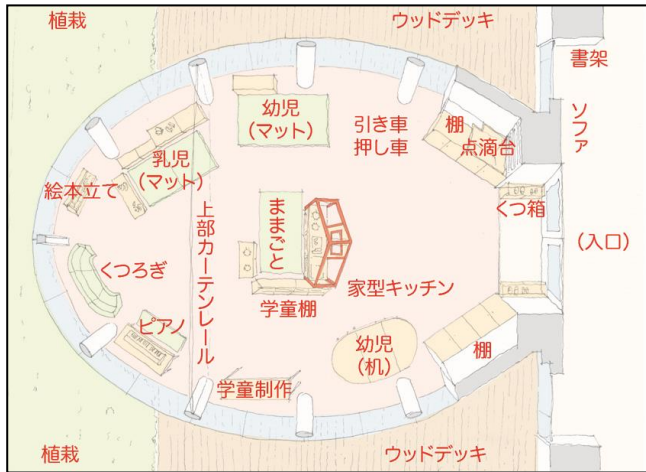 植栽
ウッドデッキ
書架
ソファ
幼児
(マット)
引き車
押し車
棚
点滴台
乳児
(マット)
絵本立て
くつ箱
ままごと
上部カーテンレール
(入口)
くつろぎ
家型キッチン
学童棚
ピアノ
幼児
(机)
棚
学童制作
植栽
ウッドデッキ